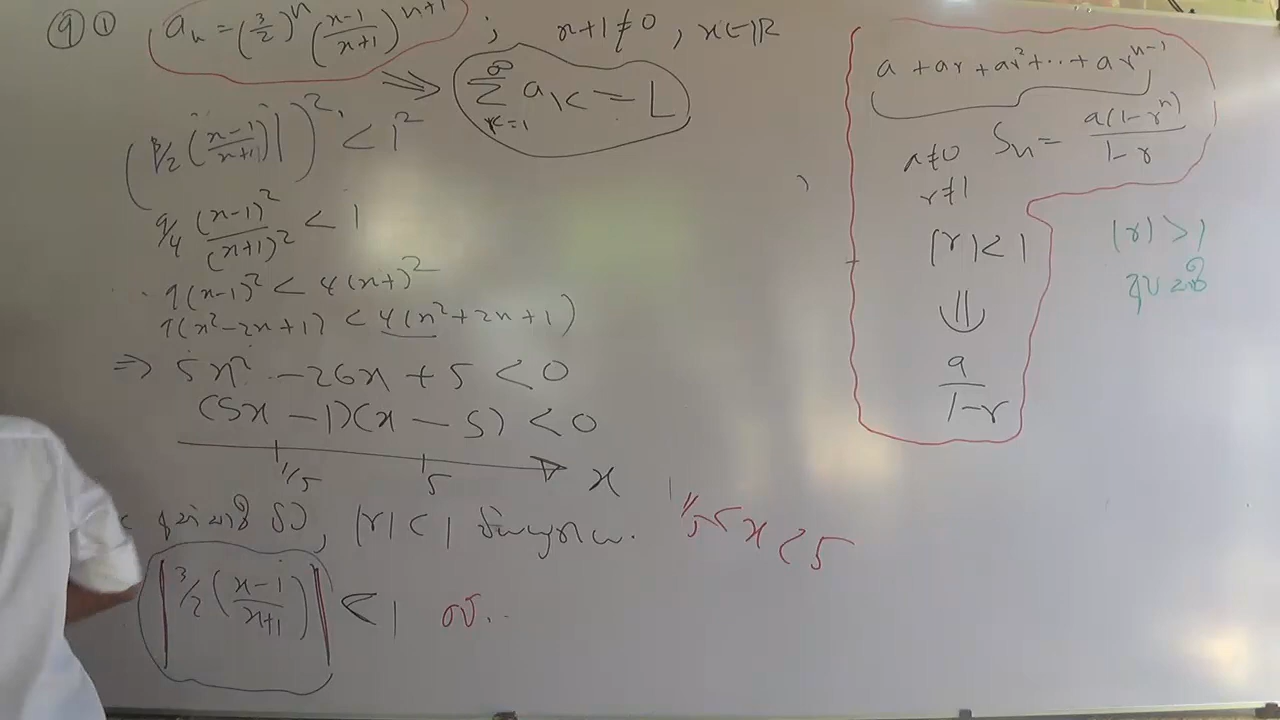 9 ① aₙ = (3/2)ⁿ ((x-1)/(x+1))ⁿ⁺¹ ; x+1≠0 , x∈ℝ
⇒ ∑_{k=1}^{∞} a_k = L
(3/2 ((x-1)/(x+1))|)² < 1²
9/4 (x-1)²/(x+1)² < 1
9(x-1)² < 4(x+)²
9(x²-2x+1) < 4(x²+2x+1)
⇒ 5x² - 26x + 5 < 0
(5x - 1)(x - 5) < 0
1/5 5 x
, |r| < 1
1/5 < x < 5
|3/2 ((x-1)/(x+1))| < 1
a + ar + ar² + ... + arⁿ⁻¹
Sₙ = a(1-rⁿ)/(1-r)
a≠0
r≠1
|r| < 1
⇓
a/(1-r)
|r| > 1